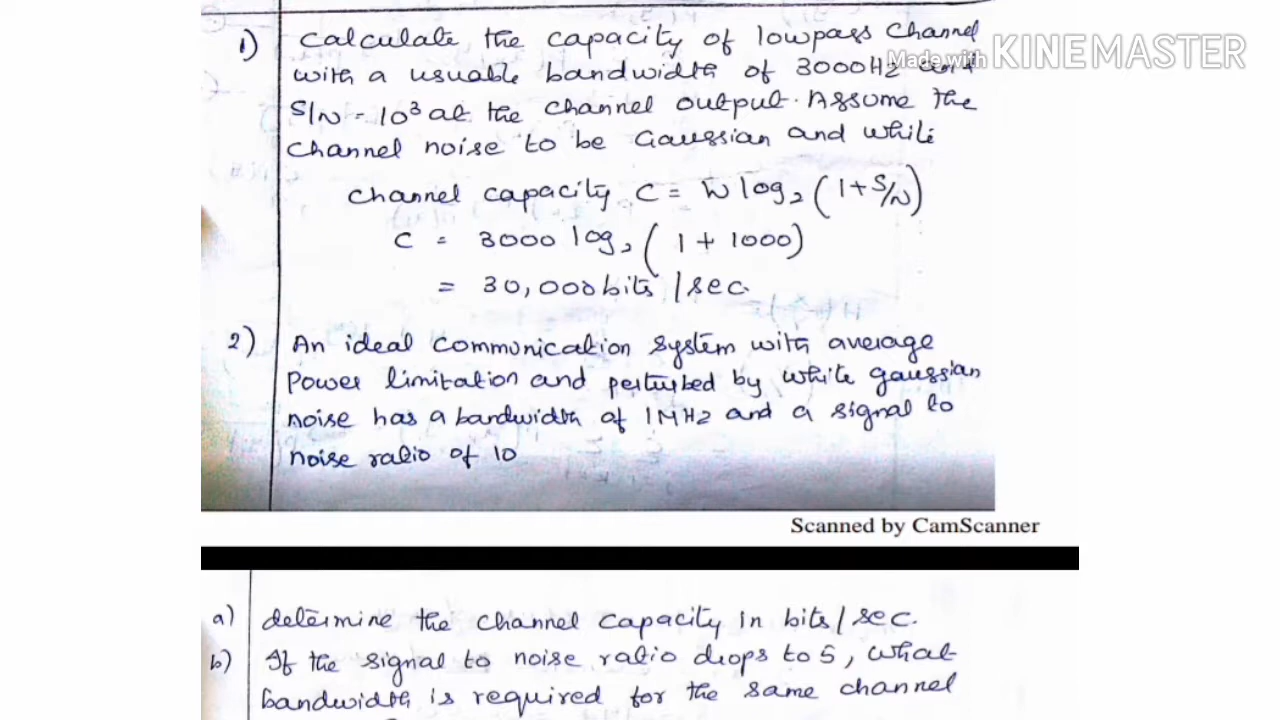 1) Calculate the capacity of lowpass channel
Made with KINEMASTER
with a usuable bandwidth of 3000Hz and
S/N = 10³ at the channel output. Assume the
channel noise to be Gaussian and white
channel capacity C = W log₂ (1+S/N)
C = 3000 log₂ (1 + 1000)
= 30,000 bits /sec.
2) An ideal communication system with average
power limitation and perturbed by white gaussian
noise has a bandwidth of 1MHz and a signal to
noise ratio of 10
Scanned by CamScanner
a) determine the channel capacity in bits/sec.
b) If the signal to noise ratio drops to 5, what
bandwidth is required for the same channel